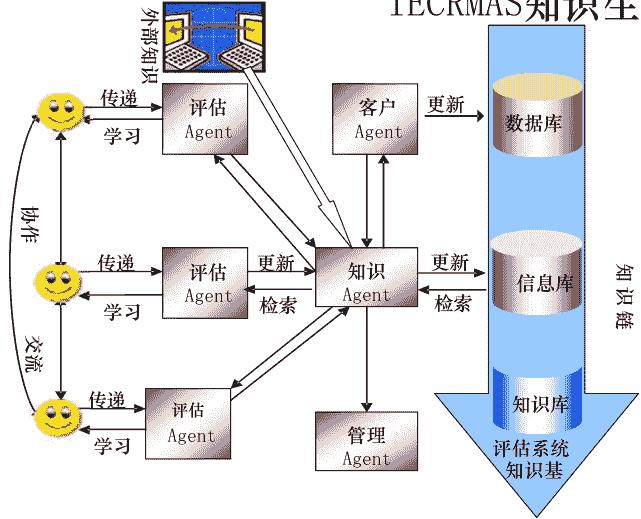 IECRMAS知识生
外部知识
传递
学习
评估
Agent
客户
Agent
更新
数据库
协作
传递
学习
评估
Agent
更新
检索
知识
Agent
更新
检索
信息库
知识链
交流
传递
学习
评估
Agent
管理
Agent
知识库
评估系统
知识基